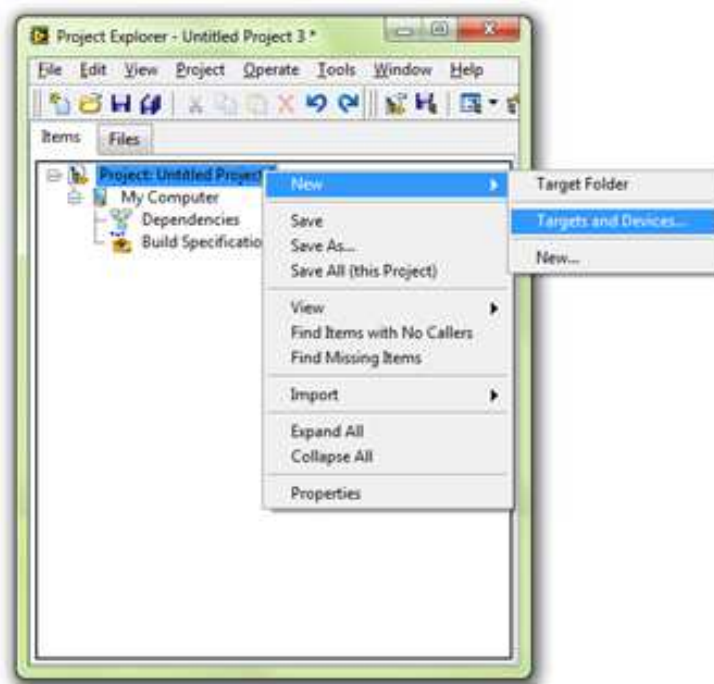 Project Explorer - Untitled Project 3 *
File Edit View Project Operate Tools Window Help
Items Files
Project: Untitled Project
My Computer
Dependencies
Build Specificatio
New
Save
Save As...
Save All (this Project)
View
Find Items with No Callers
Find Missing Items
Import
Expand All
Collapse All
Properties
Target Folder
Targets and Devices...
New...